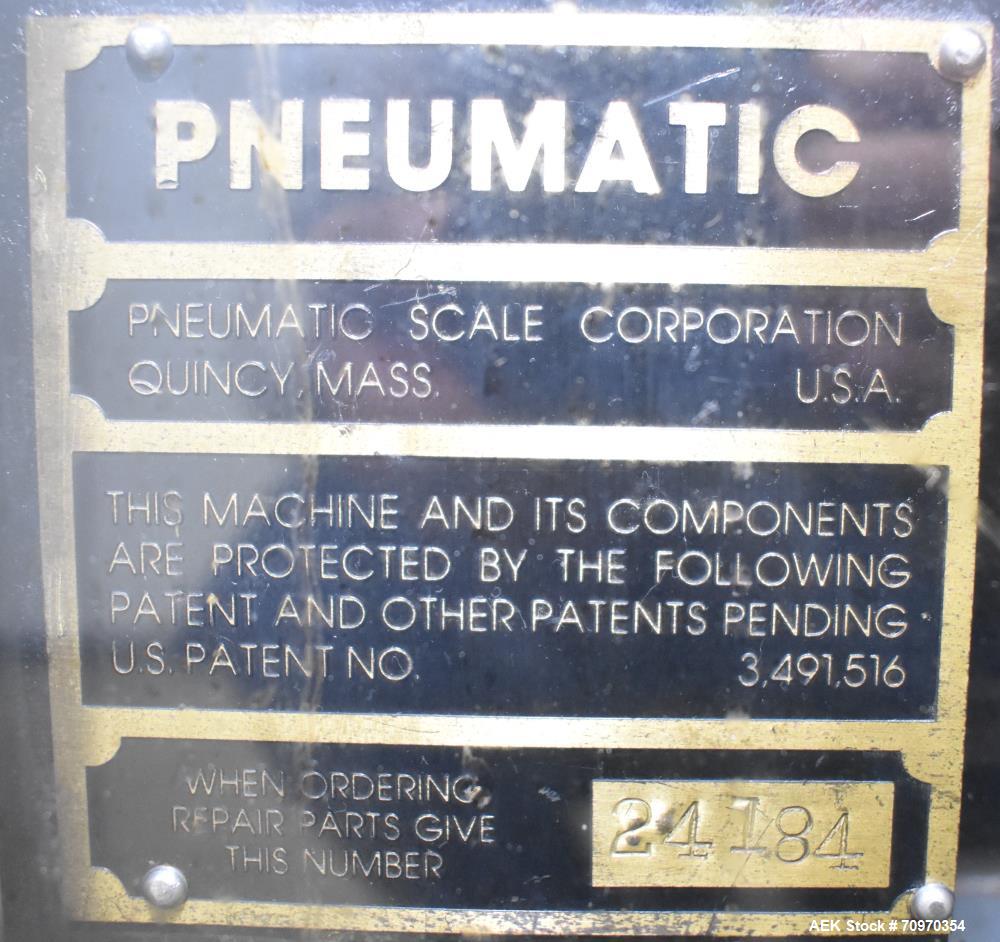 PNEUMATIC
PNEUMATIC SCALE CORPORATION
QUINCY, MASS. U.S.A.
THIS MACHINE AND ITS COMPONENTS
ARE PROTECTED BY THE FOLLOWING
PATENT AND OTHER PATENTS PENDING
U.S. PATENT NO. 3,491,516
WHEN ORDERING,
REPAIR PARTS GIVE
THIS NUMBER
24184
AEK Stock # 70970354